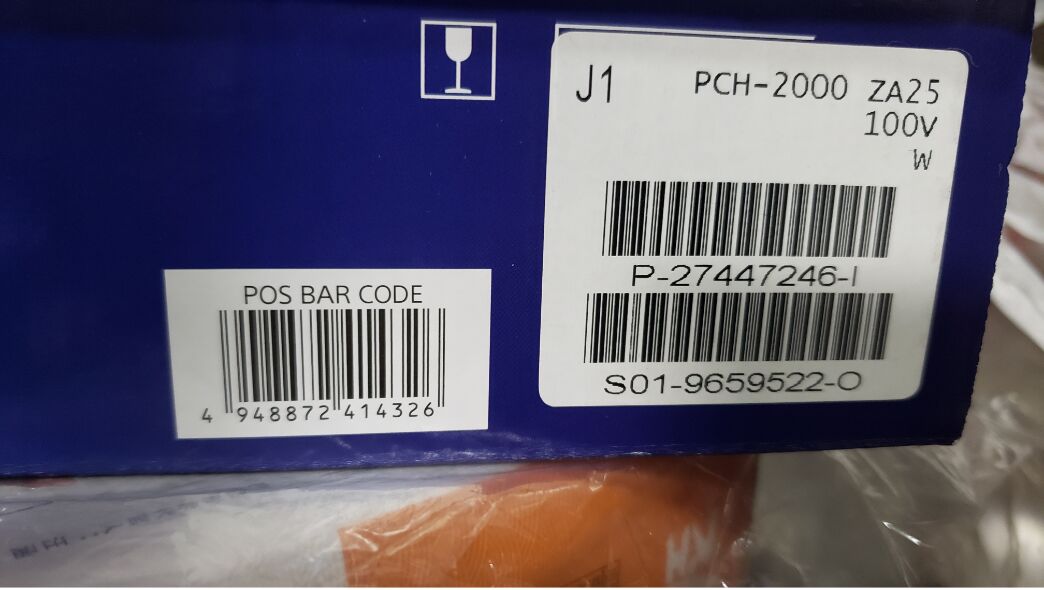 J1 PCH-2000 ZA25
100V
W
P-27447246-I
S01-9659522-O
POS BAR CODE
4 948872 414326